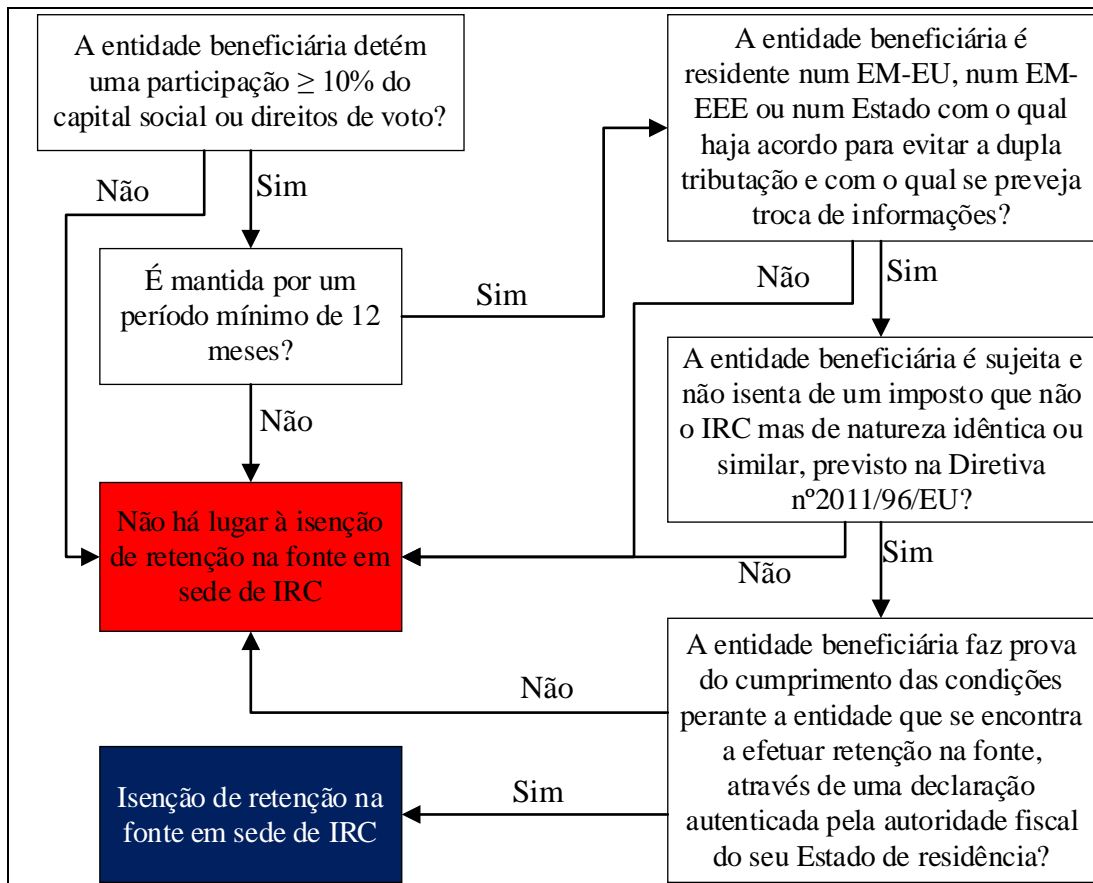 A entidade beneficiária detém
uma participação ≥ 10% do
capital social ou direitos de voto?
Não
Sim
É mantida por um
período mínimo de 12
meses?
Sim
Não
A entidade beneficiária é
residente num EM-EU, num EM-
EEE ou num Estado com o qual
haja acordo para evitar a dupla
tributação e com o qual se preveja
troca de informações?
Não
Sim
A entidade beneficiária é sujeita e
não isenta de um imposto que não
o IRC mas de natureza idêntica ou
similar, previsto na Diretiva
nº2011/96/EU?
Não
Sim
Não há lugar à isenção
de retenção na fonte em
sede de IRC
A entidade beneficiária faz prova
do cumprimento das condições
perante a entidade que se encontra
a efetuar retenção na fonte,
através de uma declaração
autenticada pela autoridade fiscal
do seu Estado de residência?
Não
Sim
Isenção de retenção na
fonte em sede de IRC